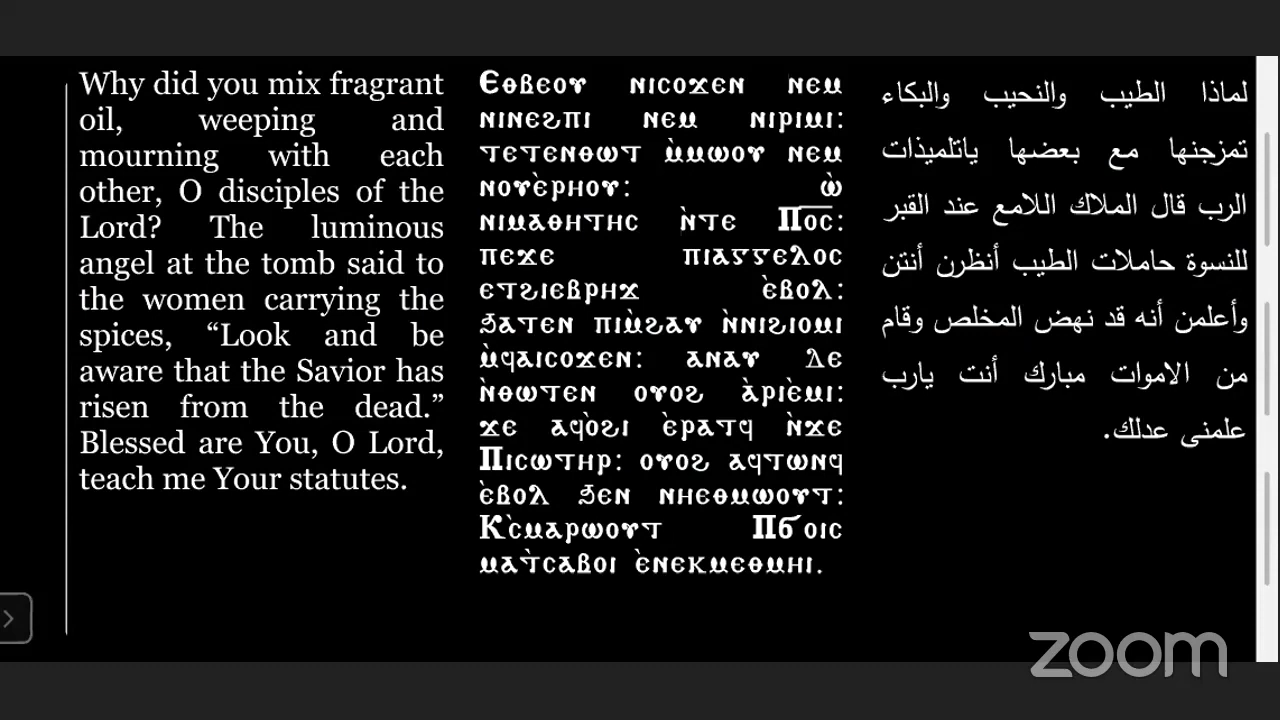 Why did you mix fragrant
oil, weeping and
mourning with each
other, O disciples of the
Lord? The luminous
angel at the tomb said to
the women carrying the
spices, “Look and be
aware that the Savior has
risen from the dead.”
Blessed are You, O Lord,
teach me Your statutes.
Ⲉⲑⲃⲉⲟⲩ ⲛⲓⲥⲟϫⲉⲛ ⲛⲉⲙ
ⲛⲓⲛⲉϩⲡⲓ ⲛⲉⲙ ⲛⲓⲣⲓⲙⲓ:
ⲧⲉⲧⲉⲛⲑⲱⲧ ⲙ̀ⲙⲱⲟⲩ ⲛⲉⲙ
ⲛⲟⲩⲉ̀ⲣⲏⲟⲩ: ⲱ̀
ⲛⲓⲙⲁⲑⲏⲧⲏⲥ ⲛ̀ⲧⲉ Ⲡⲟ̅ⲥ̅:
ⲡⲉϫⲉ ⲡⲓⲁⲅⲅⲉⲗⲟⲥ
ⲉⲧϩⲓⲉⲃⲣⲏϫ ⲉ̀ⲃⲟⲗ:
ϧⲁⲧⲉⲛ ⲡⲓⲙ̀ϩⲁⲩ ⲛ̀ⲛⲓϩⲓⲟⲙⲓ
ⲙ̀ϥⲁⲓⲥⲟϫⲉⲛ: ⲁⲛⲁⲩ ⲇⲉ
ⲛ̀ⲑⲱⲧⲉⲛ ⲟⲩⲟϩ ⲁ̀ⲣⲓⲉ̀ⲙⲓ:
ϫⲉ ⲁϥⲟ̀ϩⲓ ⲉ̀ⲣⲁⲧϥ ⲛ̀ϫⲉ
Ⲡⲓⲥⲱⲧⲏⲣ: ⲟⲩⲟϩ ⲁϥⲧⲱⲛϥ
ⲉ̀ⲃⲟⲗ ϧⲉⲛ ⲛⲏⲉⲑⲙⲱⲟⲩⲧ:
Ⲕ̀ⲥⲙⲁⲣⲱⲟⲩⲧ Ⲡϭⲟⲓⲥ
ⲙⲁⲧ̀ⲥⲁⲃⲟⲓ ⲉ̀ⲛⲉⲕⲙⲉⲑⲙⲏⲓ.
لماذا الطيب والنحيب والبكاء
تمزجنها مع بعضها ياتلميذات
الرب قال الملاك اللامع عند القبر
للنسوة حاملات الطيب أنظرن أنتن
وأعلمن أنه قد نهض المخلص وقام
من الاموات مبارك أنت يارب
علمنى عدلك.
zoom